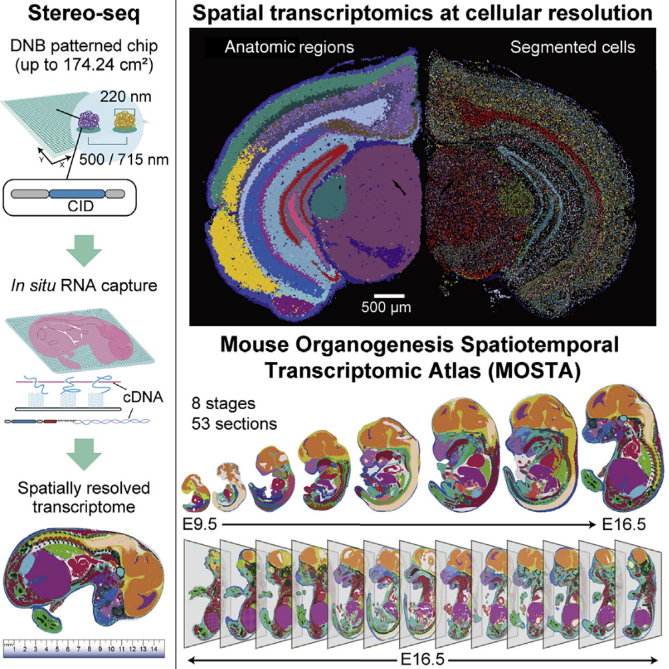 Stereo-seq
DNB patterned chip
(up to 174.24 cm²)
220 nm
500 / 715 nm
Y
X
CID
In situ RNA capture
cDNA
Spatially resolved
transcriptome
mm 1 2 3 4 5 6 7 8 9 10 11 12 13 14
Spatial transcriptomics at cellular resolution
Anatomic regions
Segmented cells
500 µm
Mouse Organogenesis Spatiotemporal
Transcriptomic Atlas (MOSTA)
8 stages
53 sections
E9.5
E16.5
E16.5